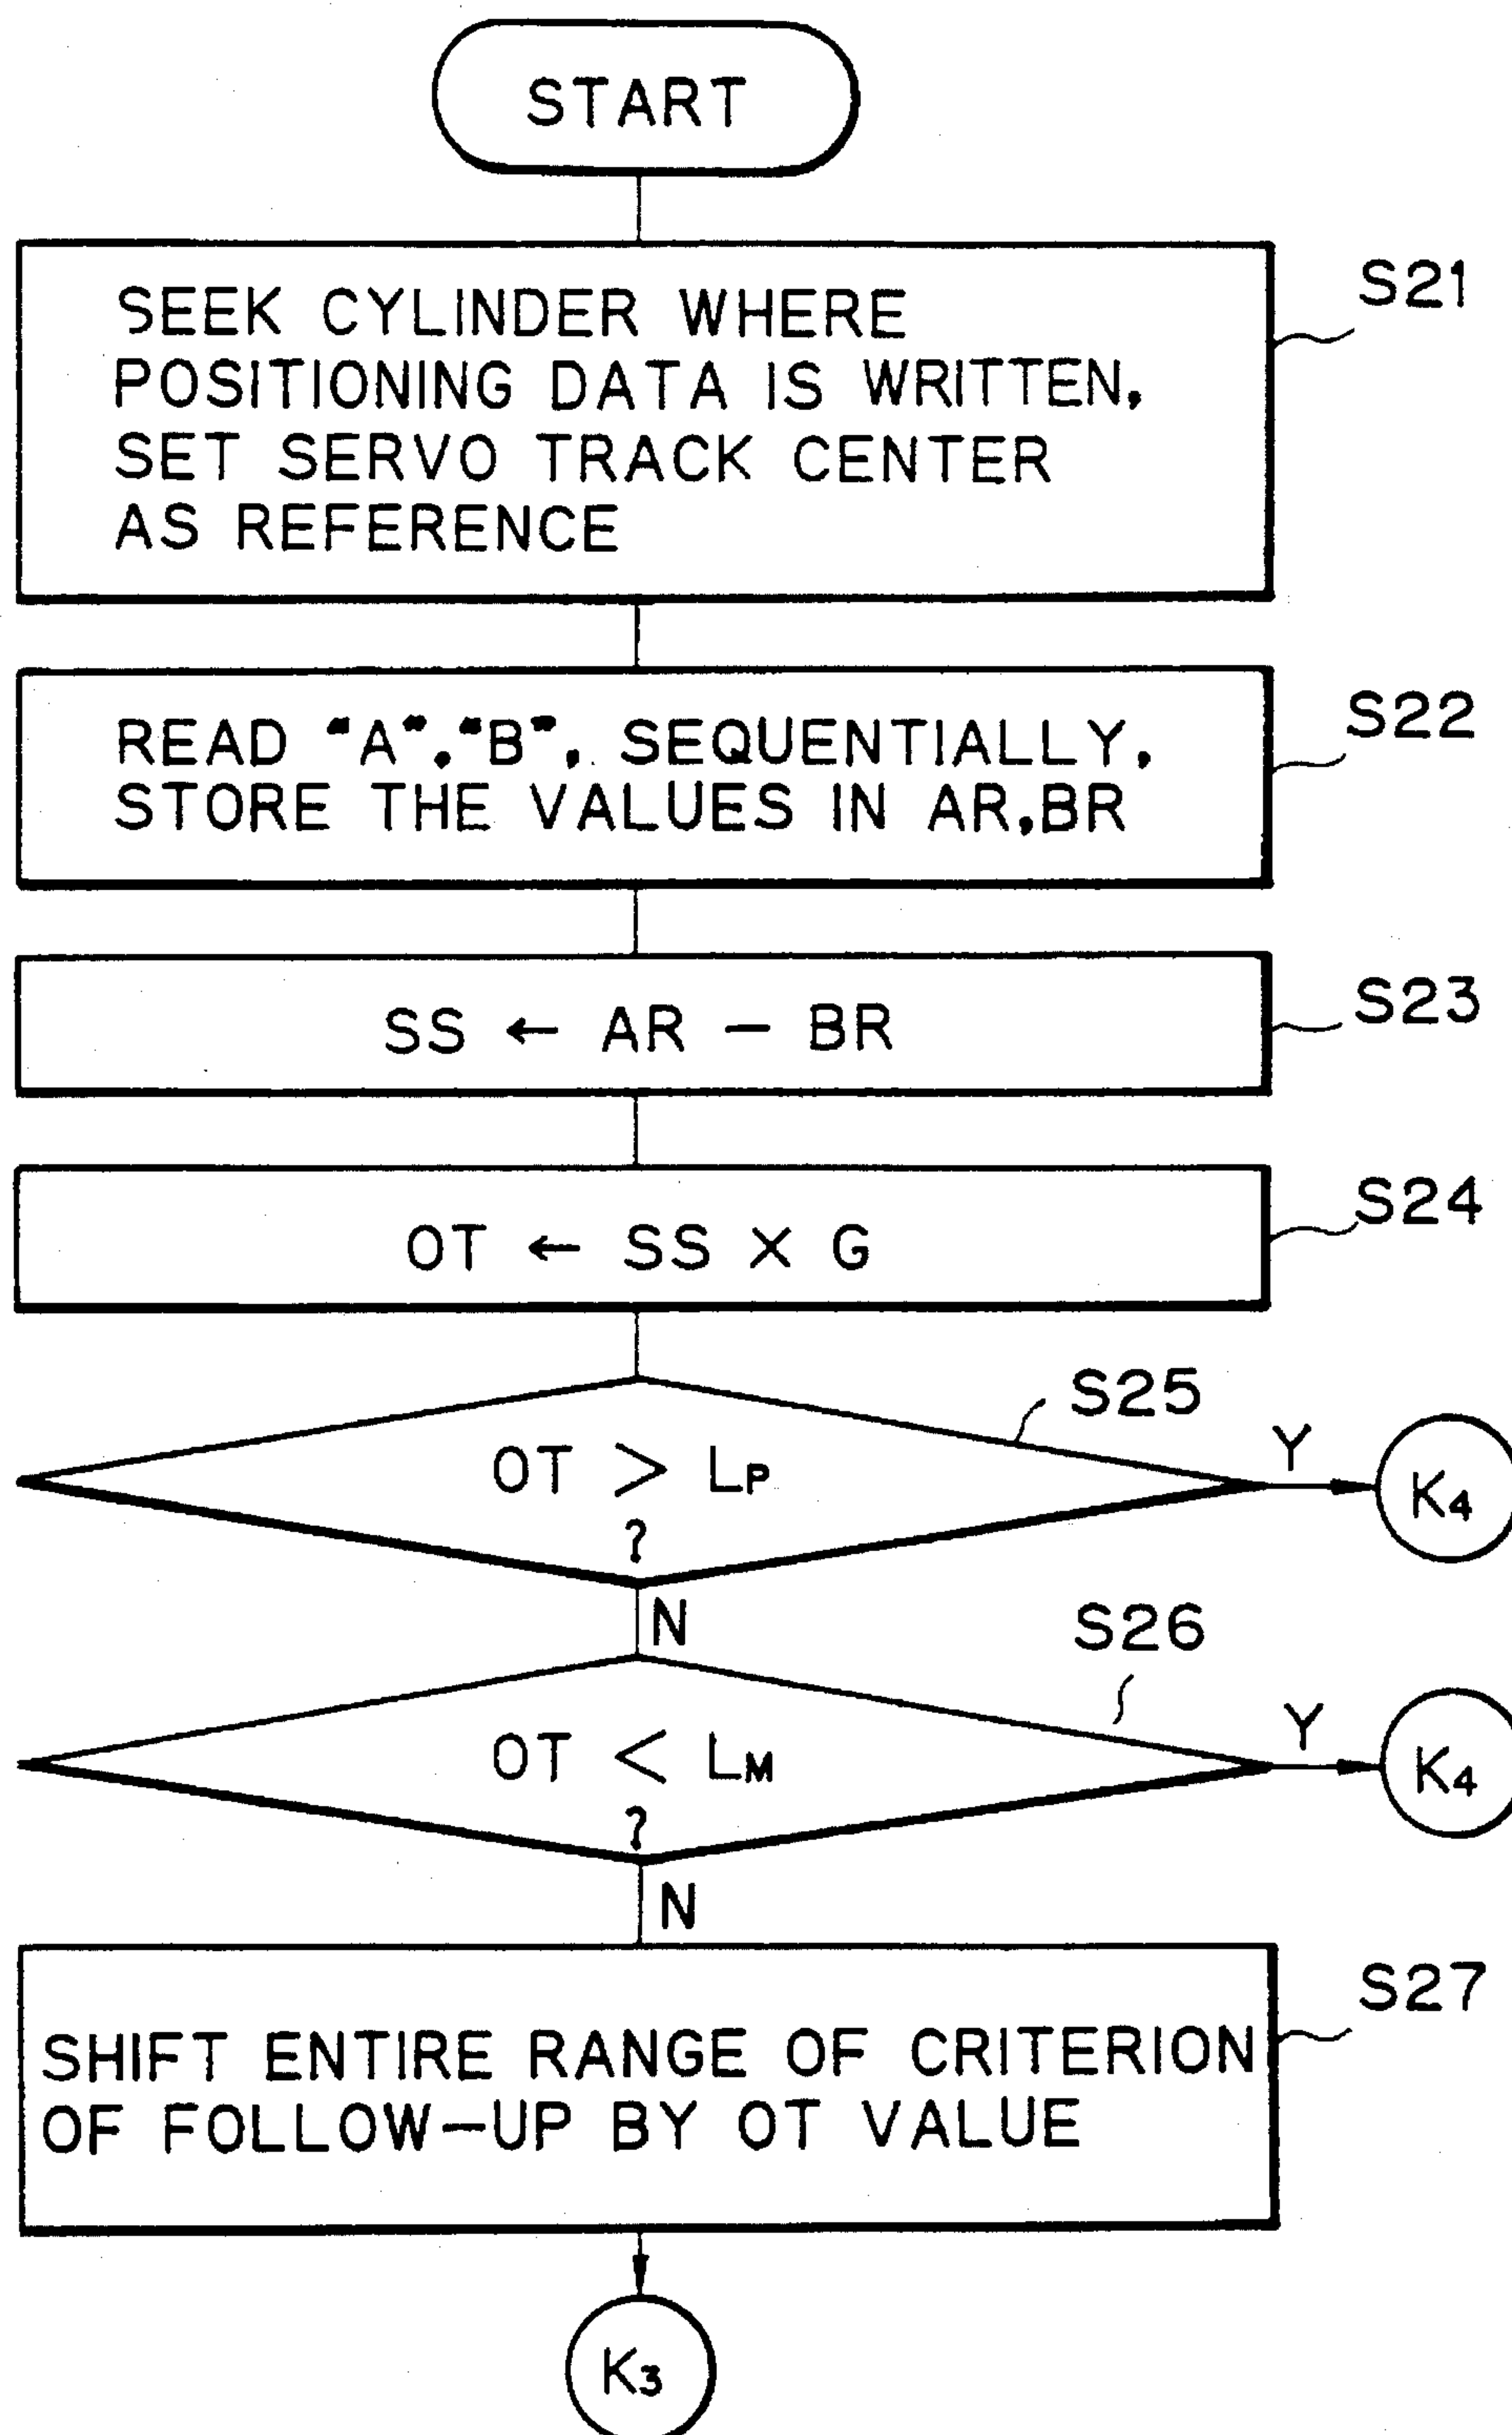 START
S21
SEEK CYLINDER WHERE
POSITIONING DATA IS WRITTEN.
SET SERVO TRACK CENTER
AS REFERENCE
S22
READ "A"."B". SEQUENTIALLY.
STORE THE VALUES IN AR,BR
S23
SS ← AR − BR
S24
OT ← SS × G
S25
OT > LP
?
Y
K4
N
S26
OT < LM
?
Y
K4
N
S27
SHIFT ENTIRE RANGE OF CRITERION
OF FOLLOW-UP BY OT VALUE
K3